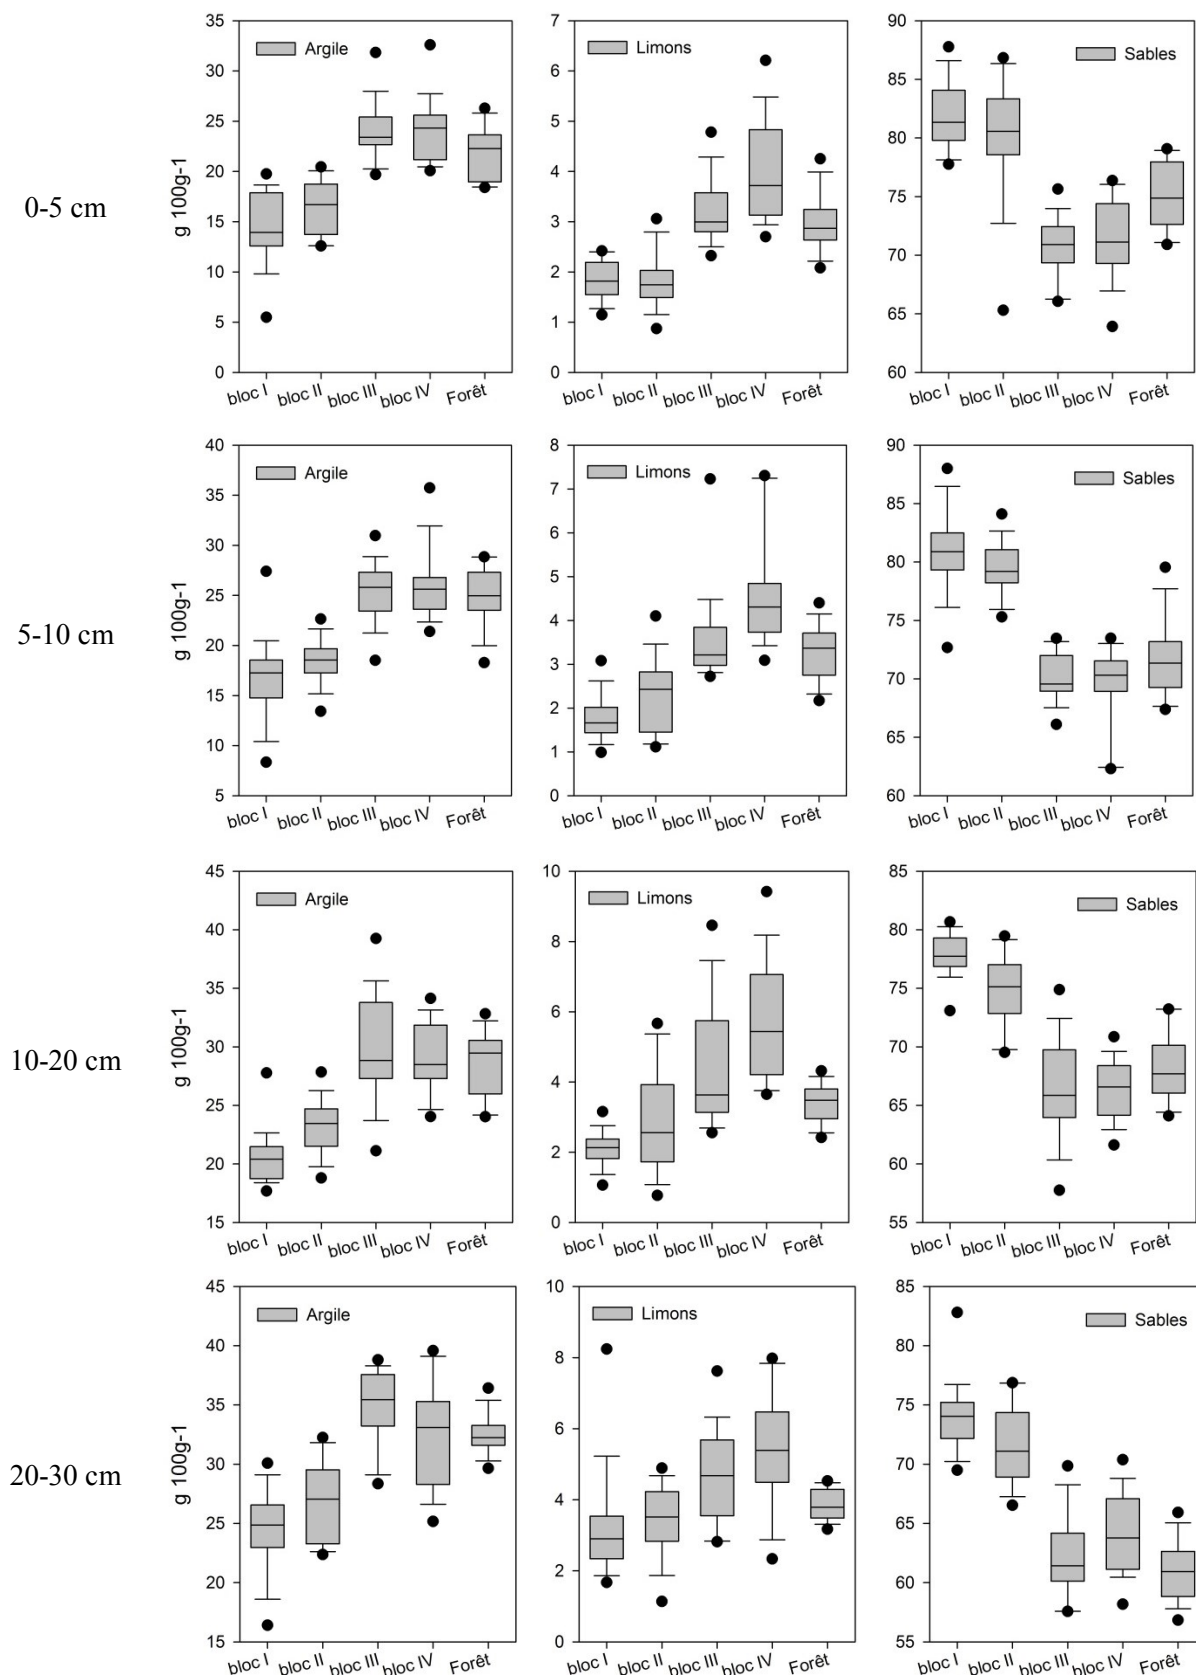 0-5 cm
g 100g-1
35
30
25
20
15
10
5
0
Argile
bloc I
bloc II
bloc III
bloc IV
Forêt
7
6
5
4
3
2
1
0
Limons
bloc I
bloc II
bloc III
bloc IV
Forêt
90
85
80
75
70
65
60
Sables
bloc I
bloc II
bloc III
bloc IV
Forêt
5-10 cm
g 100g-1
40
35
30
25
20
15
10
5
Argile
bloc I
bloc II
bloc III
bloc IV
Forêt
8
7
6
5
4
3
2
1
0
Limons
bloc I
bloc II
bloc III
bloc IV
Forêt
90
85
80
75
70
65
60
Sables
bloc I
bloc II
bloc III
bloc IV
Forêt
10-20 cm
g 100g-1
45
40
35
30
25
20
15
Argile
bloc I
bloc II
bloc III
bloc IV
Forêt
10
8
6
4
2
0
Limons
bloc I
bloc II
bloc III
bloc IV
Forêt
85
80
75
70
65
60
55
Sables
bloc I
bloc II
bloc III
bloc IV
Forêt
20-30 cm
g 100g-1
45
40
35
30
25
20
15
Argile
bloc I
bloc II
bloc III
bloc IV
Forêt
10
8
6
4
2
0
Limons
bloc I
bloc II
bloc III
bloc IV
Forêt
85
80
75
70
65
60
55
Sables
bloc I
bloc II
bloc III
bloc IV
Forêt